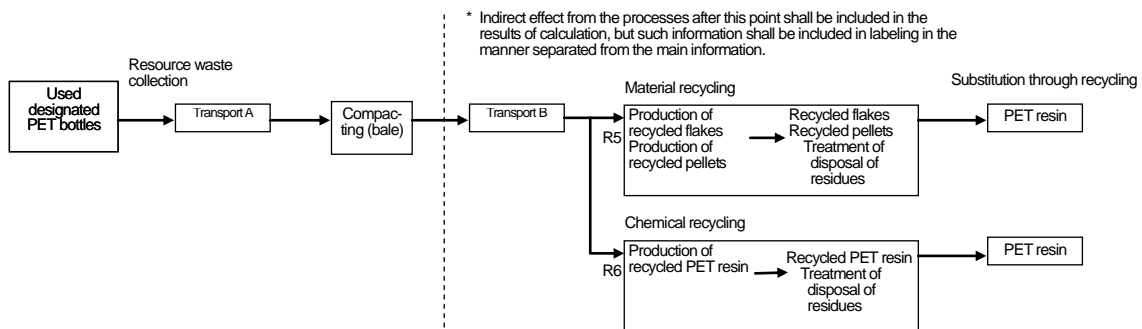 * Indirect effect from the processes after this point shall be included in the
results of calculation, but such information shall be included in labeling in the
manner separated from the main information.
Resource waste
collection
Used
designated
PET bottles
Transport A
Compac-
ting (bale)
Transport B
Material recycling
R5
Production of
recycled flakes
Production of
recycled pellets
Recycled flakes
Recycled pellets
Treatment of
disposal of
residues
Substitution through recycling
PET resin
Chemical recycling
R6
Production of
recycled PET resin
Recycled PET resin
Treatment of
disposal of
residues
PET resin